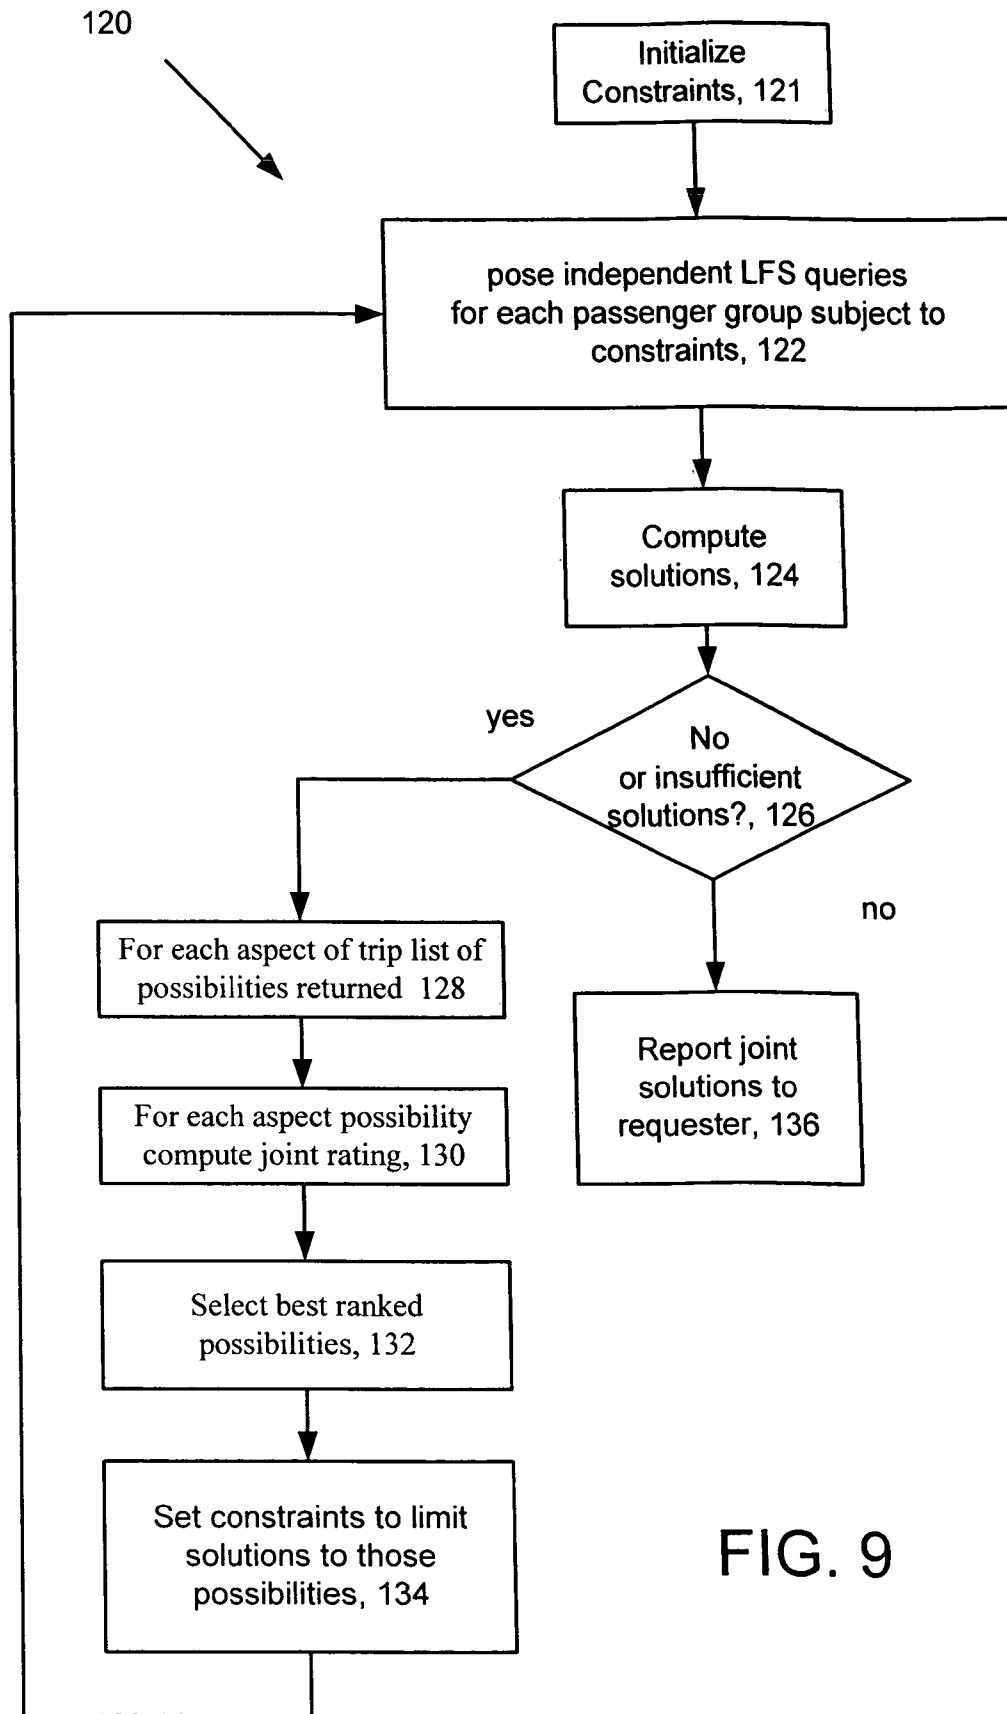 120
Initialize
Constraints, 121
pose independent LFS queries
for each passenger group subject to
constraints, 122
Compute
solutions, 124
yes
No
or insufficient
solutions?, 126
no
For each aspect of trip list of
possibilities returned 128
Report joint
solutions to
requester, 136
For each aspect possibility
compute joint rating, 130
Select best ranked
possibilities, 132
Set constraints to limit
solutions to those
possibilities, 134
FIG. 9